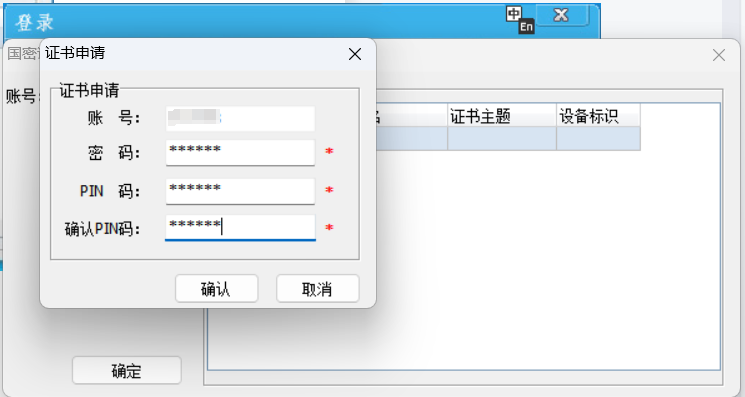 登录
中
En
国密
证书申请
账号:
证书申请
账 号:
密 码: ****** *
PIN 码: ****** *
确认PIN码: ****** *
确认 取消
名 证书主题 设备标识
确定